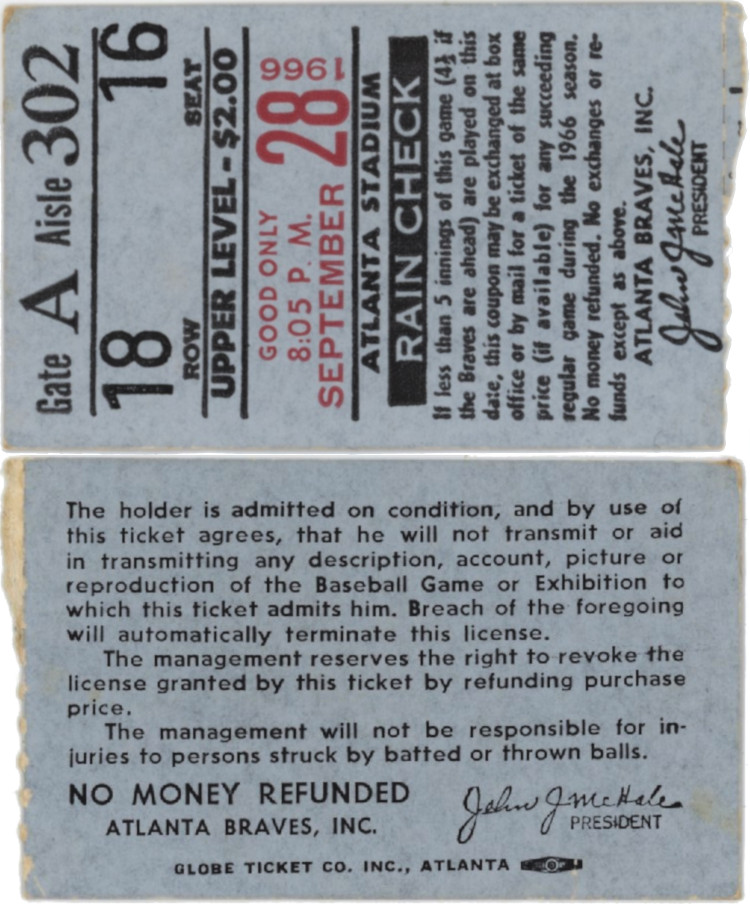 Gate A Aisle 302
18 16
ROW SEAT
UPPER LEVEL - $2.00
GOOD ONLY 1966
8:05 P. M.
SEPTEMBER 28
ATLANTA STADIUM
RAIN CHECK
If less than 5 innings of this game (4½ if
the Braves are ahead) are played on this
date, this coupon may be exchanged at box
office or by mail for a ticket of the same
price (if available) for any succeeding
regular game during the 1966 season.
No money refunded. No exchanges or re-
funds except as above.
ATLANTA BRAVES, INC.
John J McHale
PRESIDENT
The holder is admitted on condition, and by use of
this ticket agrees, that he will not transmit or aid
in transmitting any description, account, picture or
reproduction of the Baseball Game or Exhibition to
which this ticket admits him. Breach of the foregoing
will automatically terminate this license.
The management reserves the right to revoke the
license granted by this ticket by refunding purchase
price.
The management will not be responsible for in-
juries to persons struck by batted or thrown balls.
NO MONEY REFUNDED
ATLANTA BRAVES, INC.
John J McHale
PRESIDENT
GLOBE TICKET CO. INC., ATLANTA